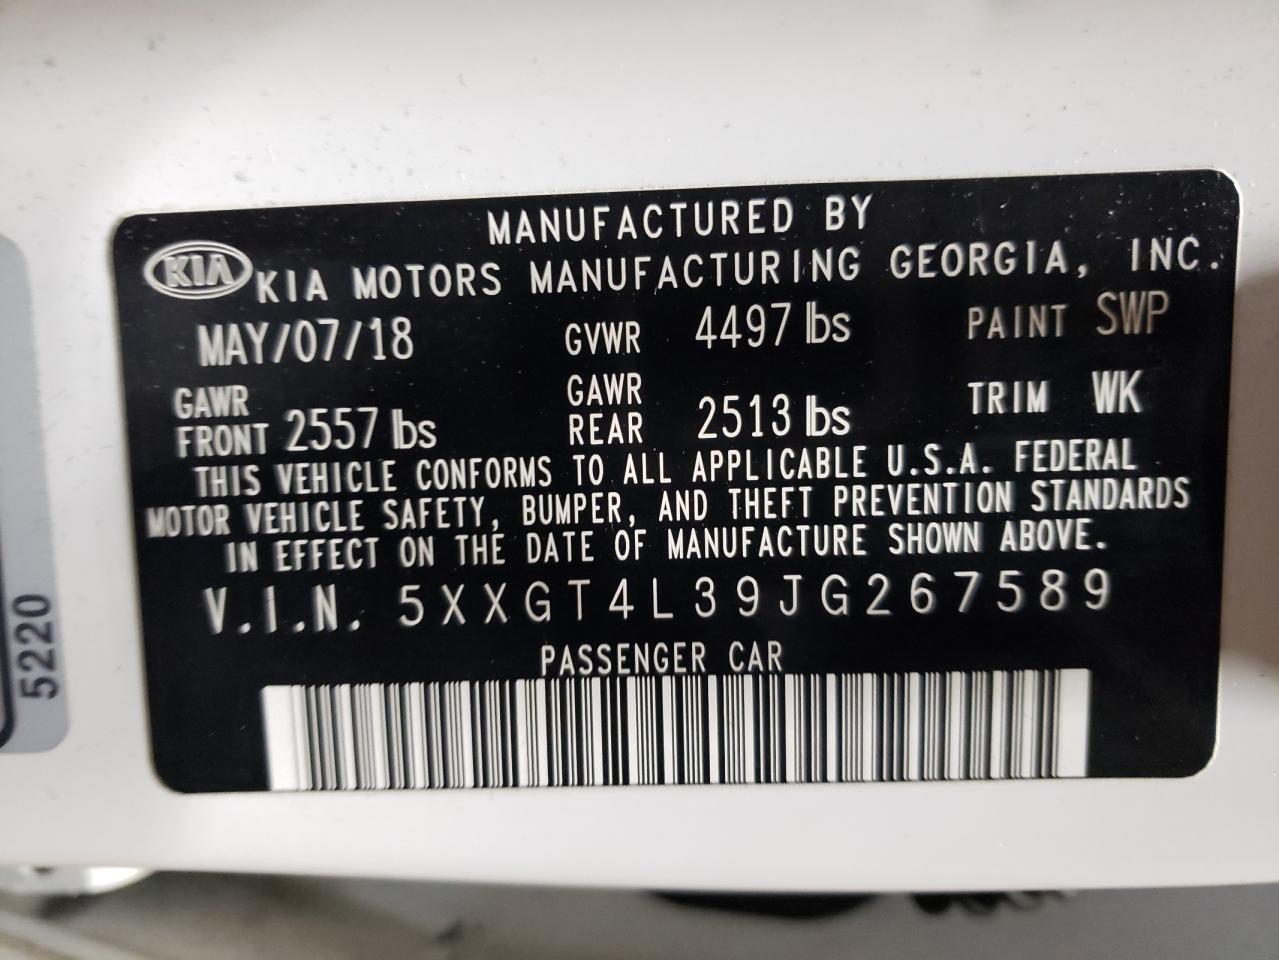 MANUFACTURED BY
KIA KIA MOTORS MANUFACTURING GEORGIA, INC.
MAY/07/18 GVWR 4497 lbs PAINT SWP
GAWR FRONT 2557 lbs GAWR REAR 2513 lbs TRIM WK
THIS VEHICLE CONFORMS TO ALL APPLICABLE U.S.A. FEDERAL
MOTOR VEHICLE SAFETY, BUMPER, AND THEFT PREVENTION STANDARDS
IN EFFECT ON THE DATE OF MANUFACTURE SHOWN ABOVE.
V.I.N. 5XXGT4L39JG267589
PASSENGER CAR
5220